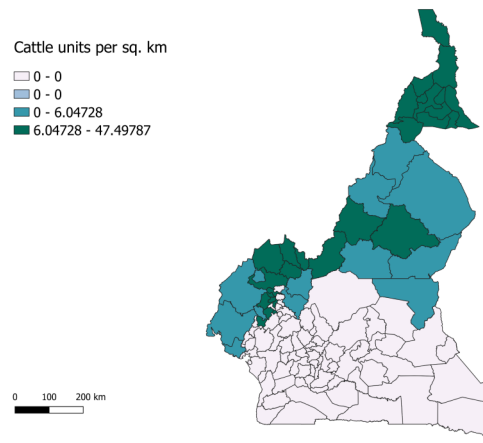 Cattle units per sq. km
0 - 0
0 - 0
0 - 6.04728
6.04728 - 47.49787
0 100 200 km